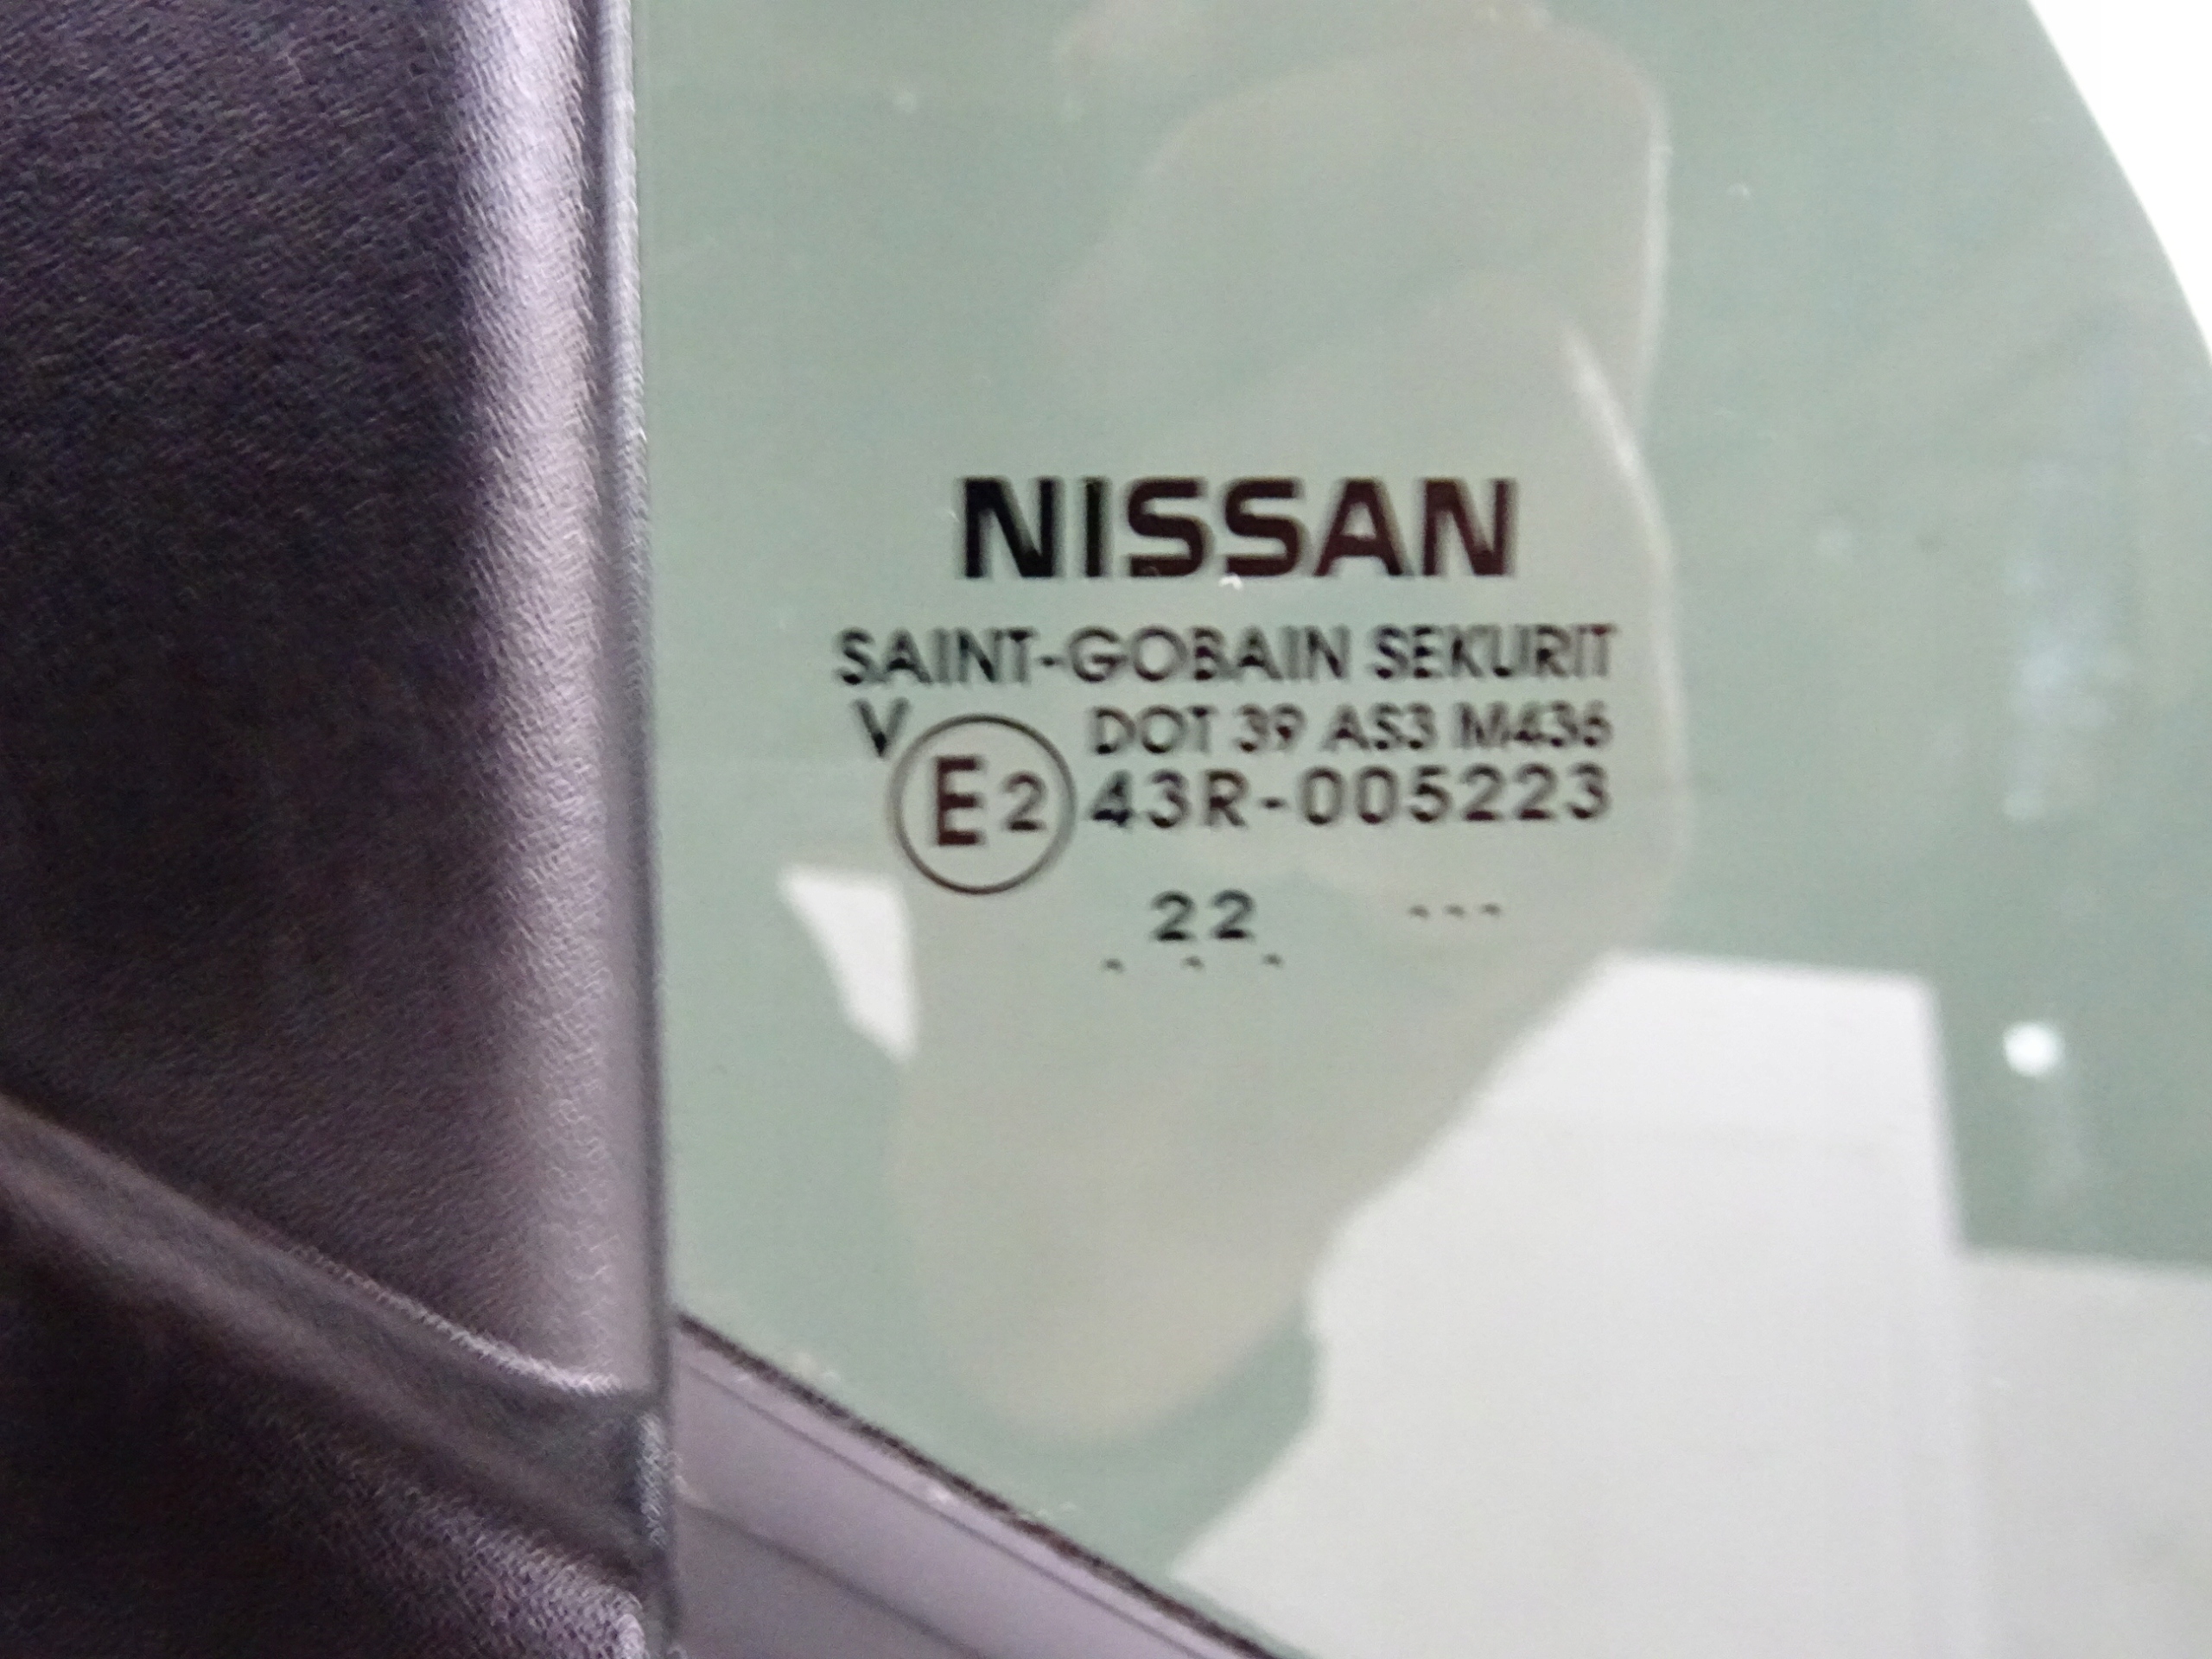 NISSAN
SAINT-GOBAIN SEKURIT
V DOT 39 AS3 M436
E2 43R-005223
22 ...
. . .